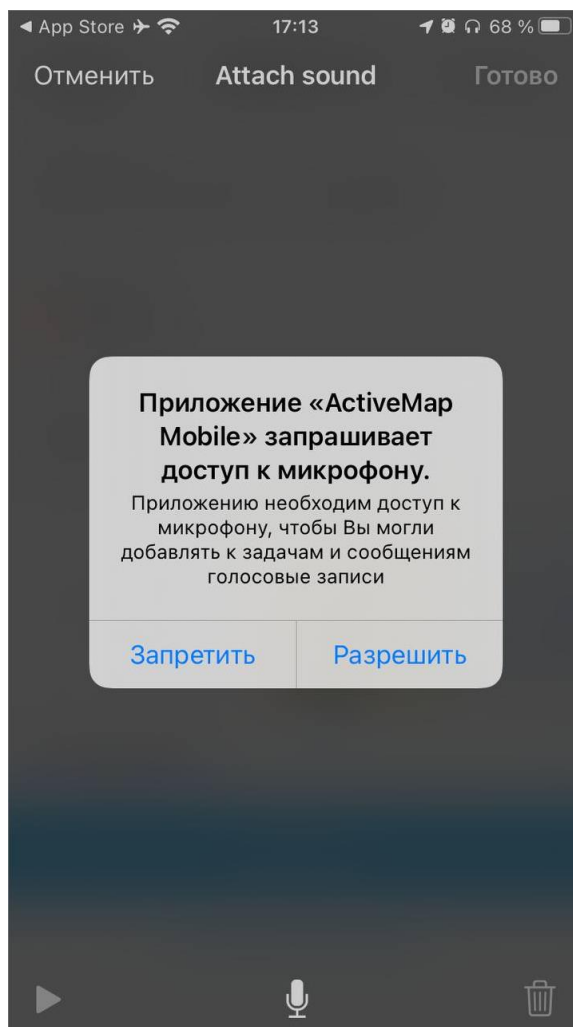 App Store
17:13
68 %
Отменить
Attach sound
Готово
Приложение «ActiveMap
Mobile» запрашивает
доступ к микрофону.
Приложению необходим доступ к
микрофону, чтобы Вы могли
добавлять к задачам и сообщениям
голосовые записи
Запретить
Разрешить